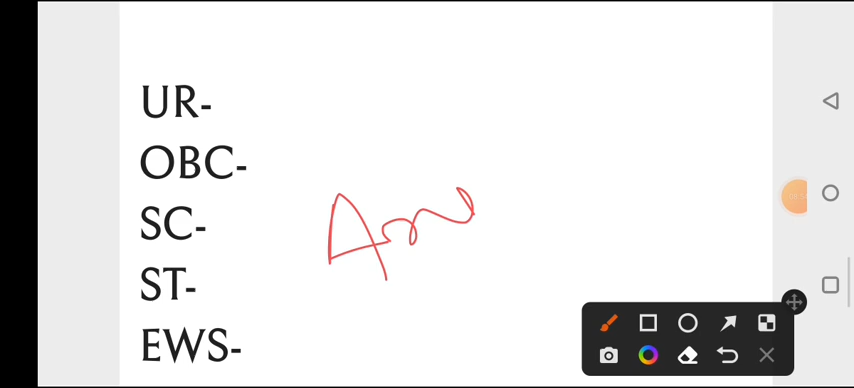 UR-
OBC-
SC-
ST-
EWS-